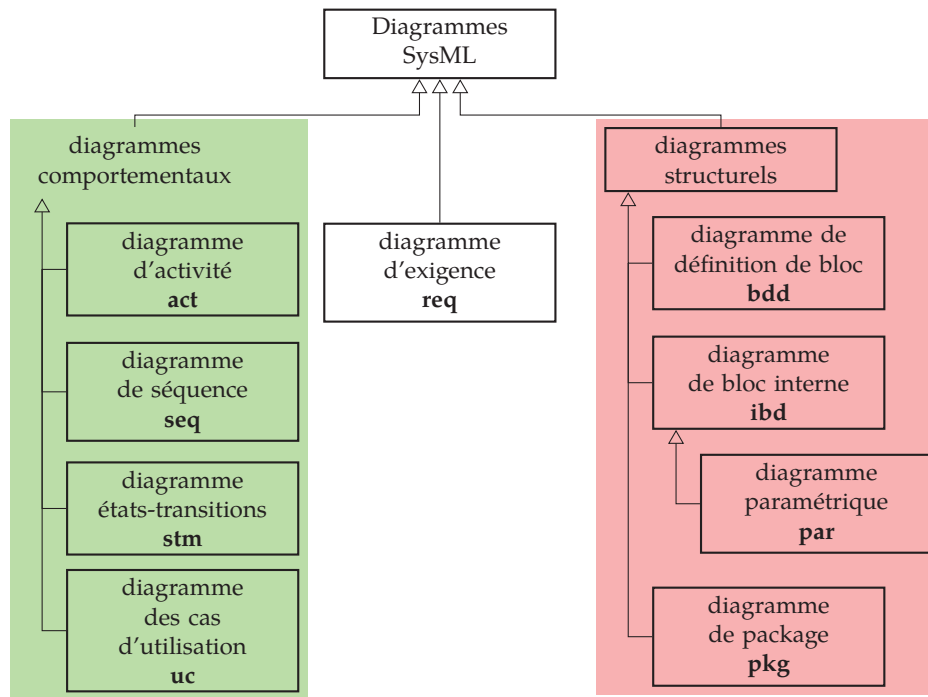 Diagrammes
SysML
diagrammes
comportementaux
diagramme
d'activité
act
diagramme
de séquence
seq
diagramme
états-transitions
stm
diagramme
des cas
d'utilisation
uc
diagramme
d'exigence
req
diagrammes
structurels
diagramme de
définition de bloc
bdd
diagramme
de bloc interne
ibd
diagramme
paramétrique
par
diagramme
de package
pkg